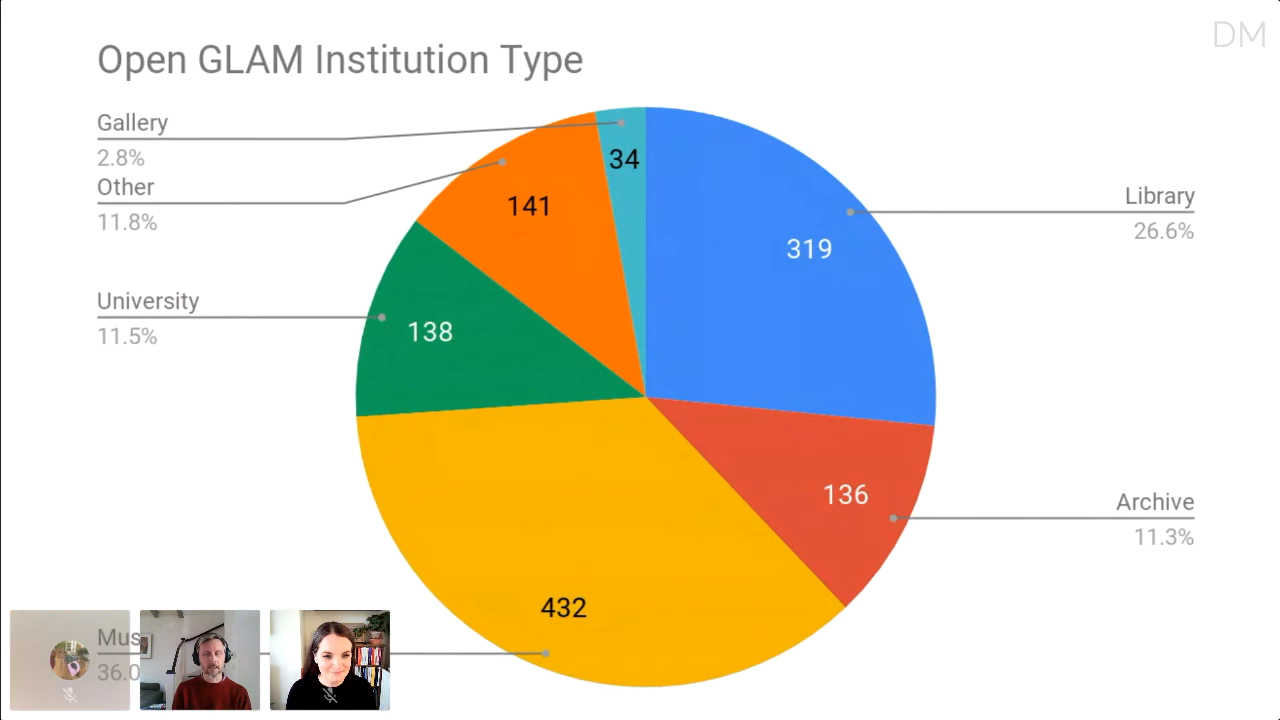 DM
Open GLAM Institution Type
Gallery
2.8%
Other
11.8%
University
11.5%
Library
26.6%
Archive
11.3%
34
141
319
138
136
432
Mus
36.0